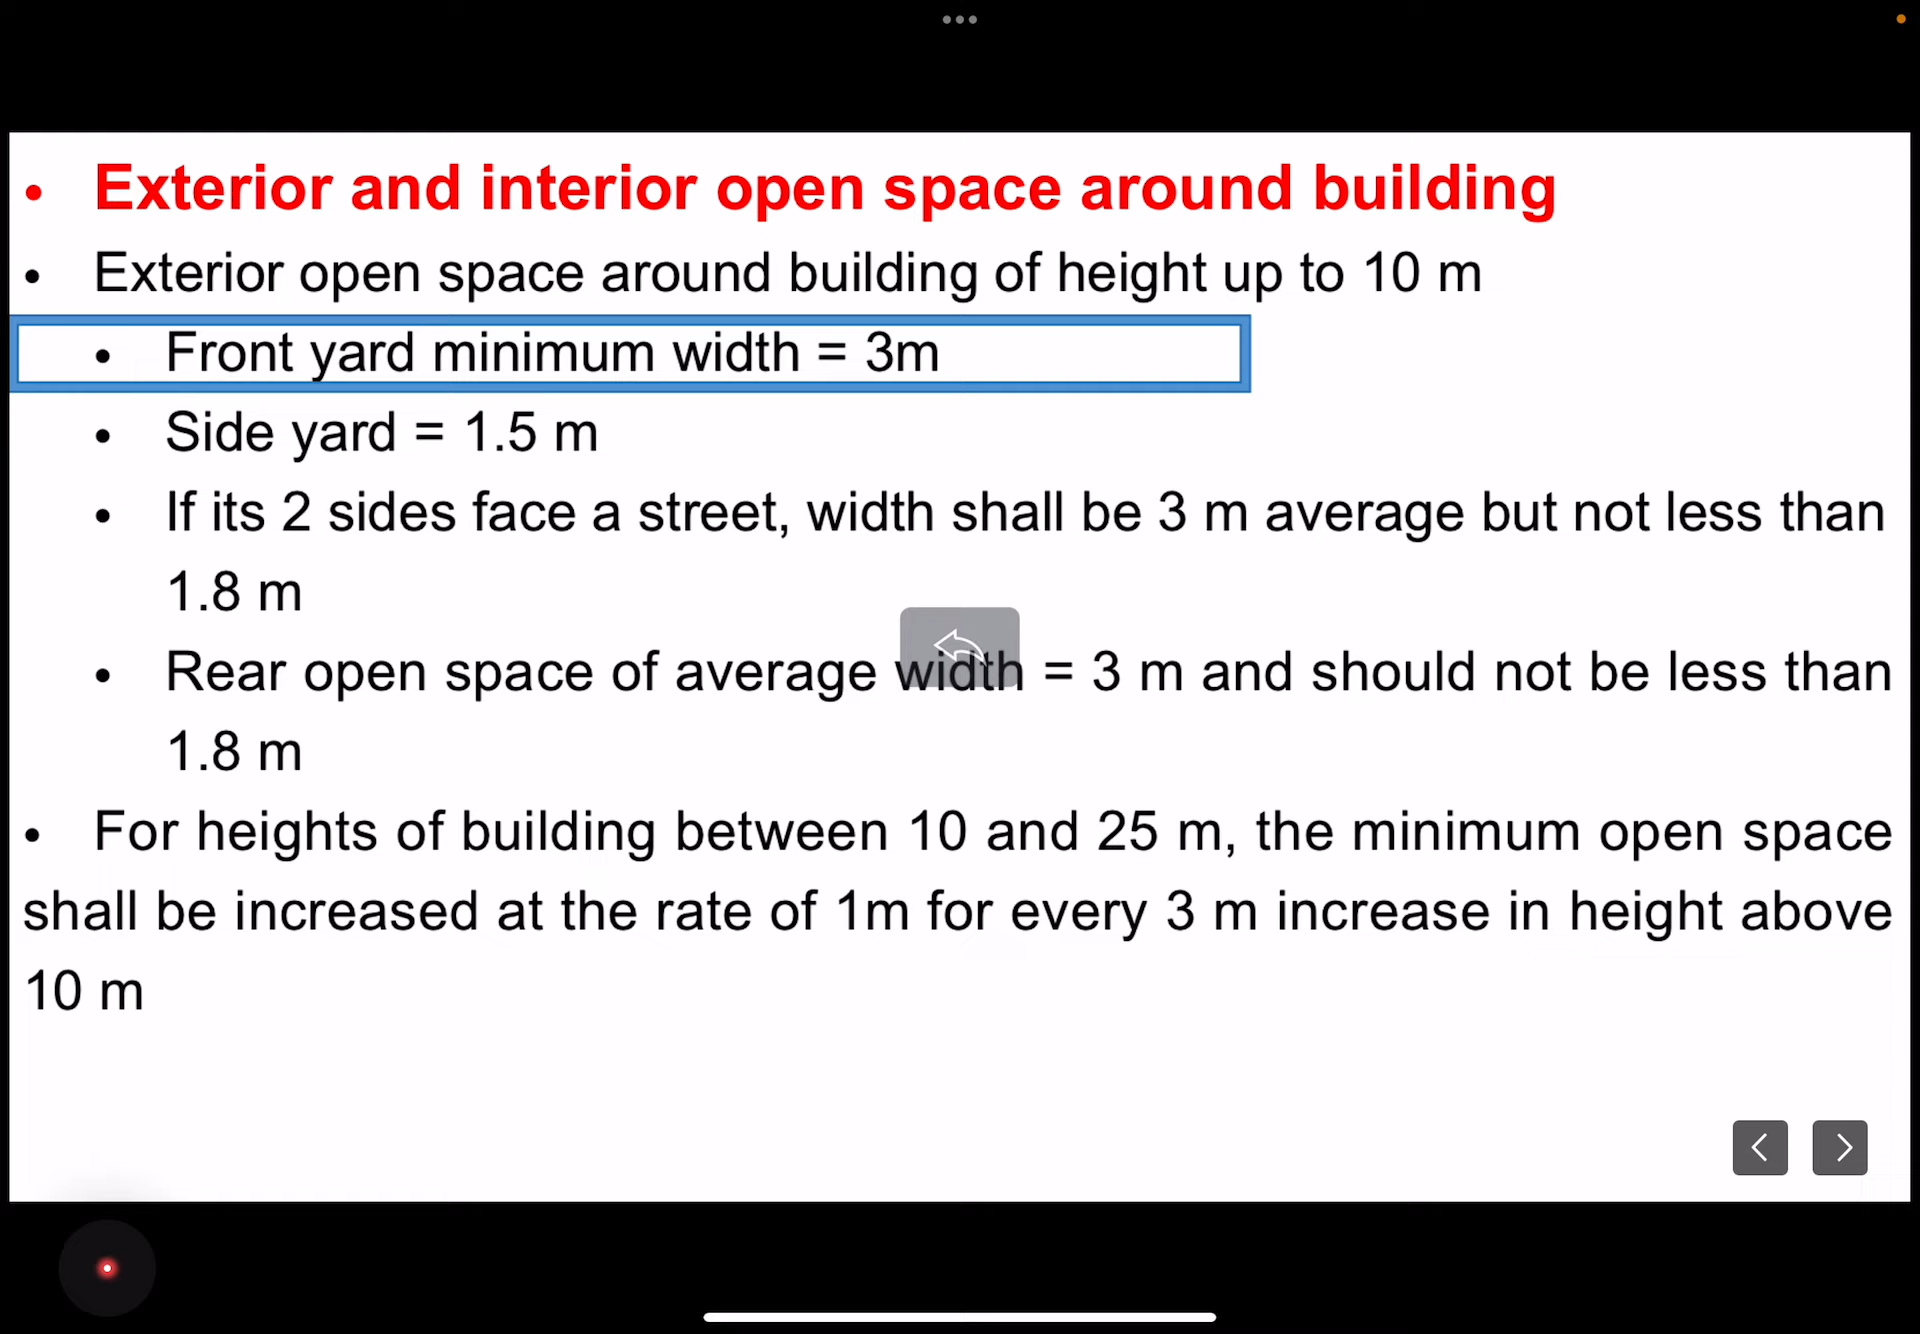 • Exterior and interior open space around building
• Exterior open space around building of height up to 10 m
• Front yard minimum width = 3m
• Side yard = 1.5 m
• If its 2 sides face a street, width shall be 3 m average but not less than
1.8 m
• Rear open space of average width = 3 m and should not be less than
1.8 m
• For heights of building between 10 and 25 m, the minimum open space
shall be increased at the rate of 1m for every 3 m increase in height above
10 m